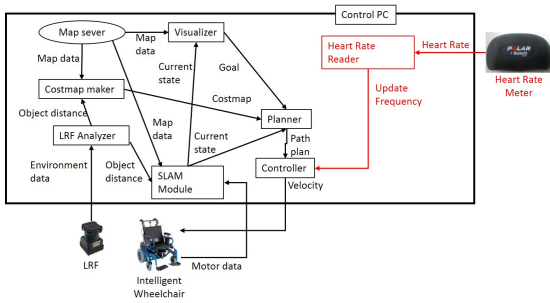 Control PC
Map sever
Map
data
Visualizer
Heart Rate
Reader
Heart Rate
POLAR
Heart Rate
Meter
Map data
Current
state
Goal
Costmap maker
Costmap
Update
Frequency
Object distance
Map
data
Planner
LRF Analyzer
Current
state
Path
plan
Environment
data
Object
distance
SLAM
Module
Controller
Velocity
LRF
Intelligent
Wheelchair
Motor data